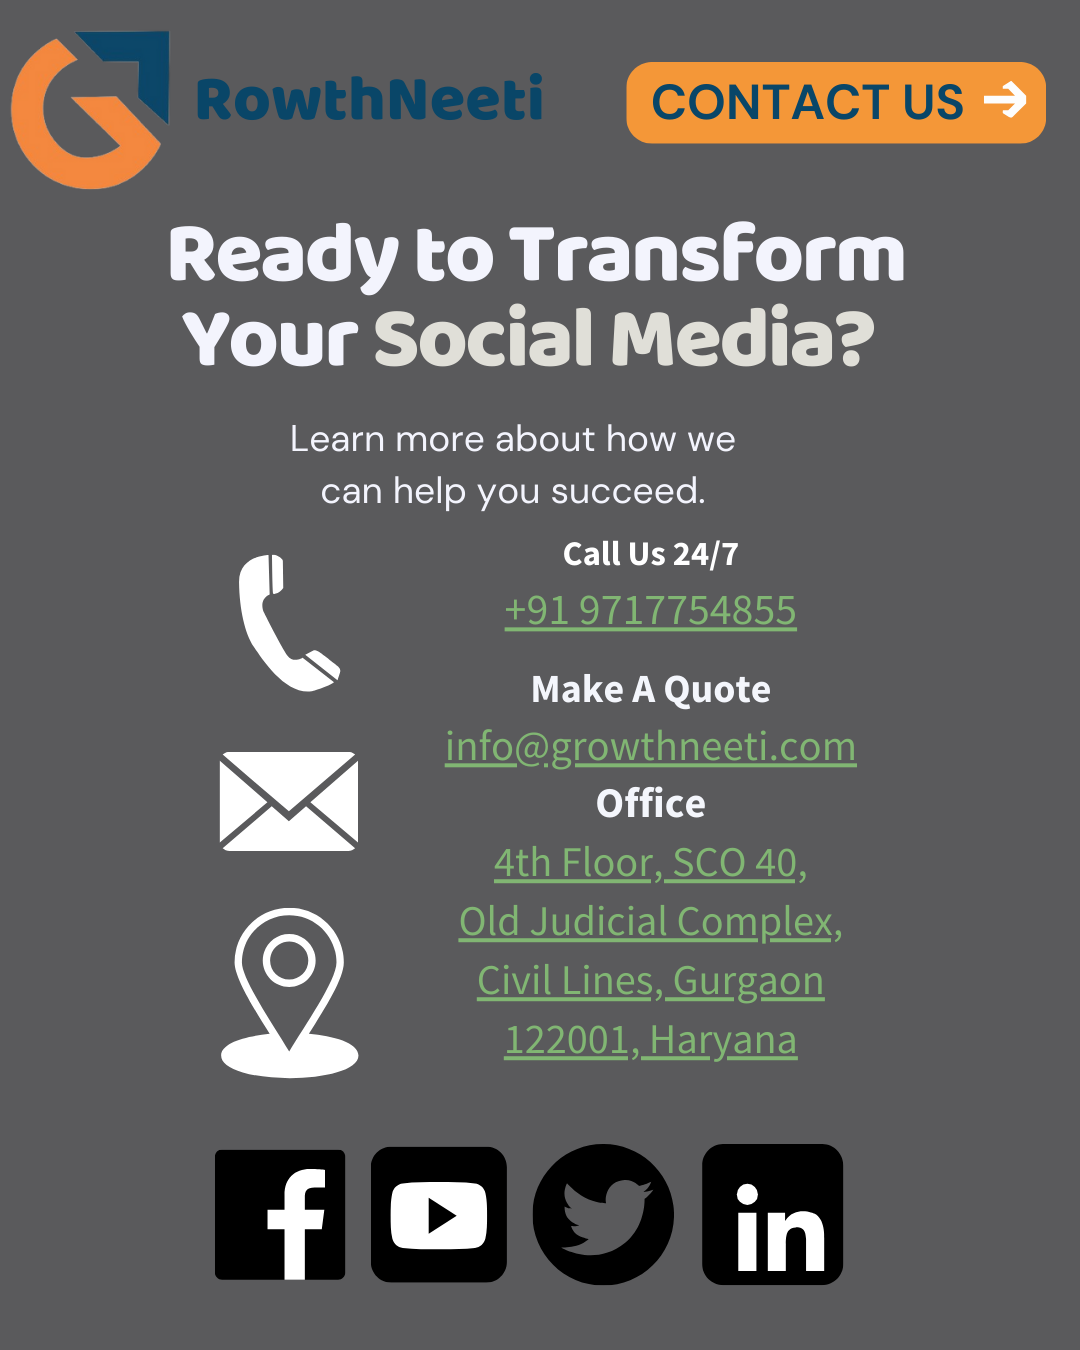 GRowthNeeti
CONTACT US
Ready to Transform
Your Social Media?
Learn more about how we
can help you succeed.
Call Us 24/7
+91 9717754855
Make A Quote
info@growthneeti.com
Office
4th Floor, SCO 40,
Old Judicial Complex,
Civil Lines, Gurgaon
122001, Haryana
f
in